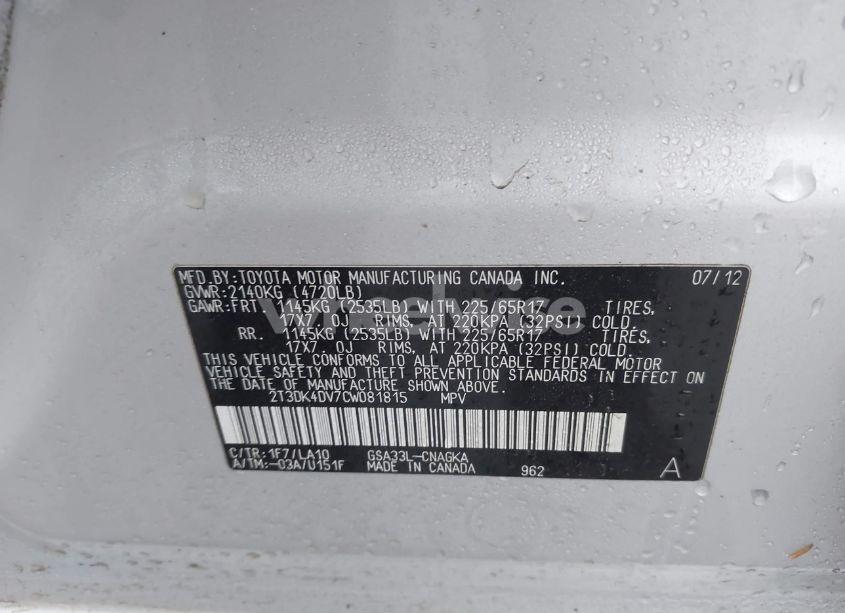 MFD.BY:TOYOTA MOTOR MANUFACTURING CANADA INC. 07/12
GVWR:2140KG (4720LB)
GAWR:FRT 1145KG (2535LB) WITH 225/65R17 TIRES,
17X7 0J RIMS, AT 220KPA (32PSI) COLD
RR. 1145KG (2535LB) WITH 225/65R17 TIRES,
17X7 0J RIMS, AT 220KPA (32PSI) COLD.
THIS VEHICLE CONFORMS TO ALL APPLICABLE FEDERAL MOTOR
VEHICLE SAFETY AND THEFT PREVENTION STANDARDS IN EFFECT ON
THE DATE OF MANUFACTURE SHOWN ABOVE.
2T3DK4DV7CW081815 MPV
C/TR:1F7/LA10 GSA33L-CNAGKA
A/TM:-03A/U151F MADE IN CANADA 962 A